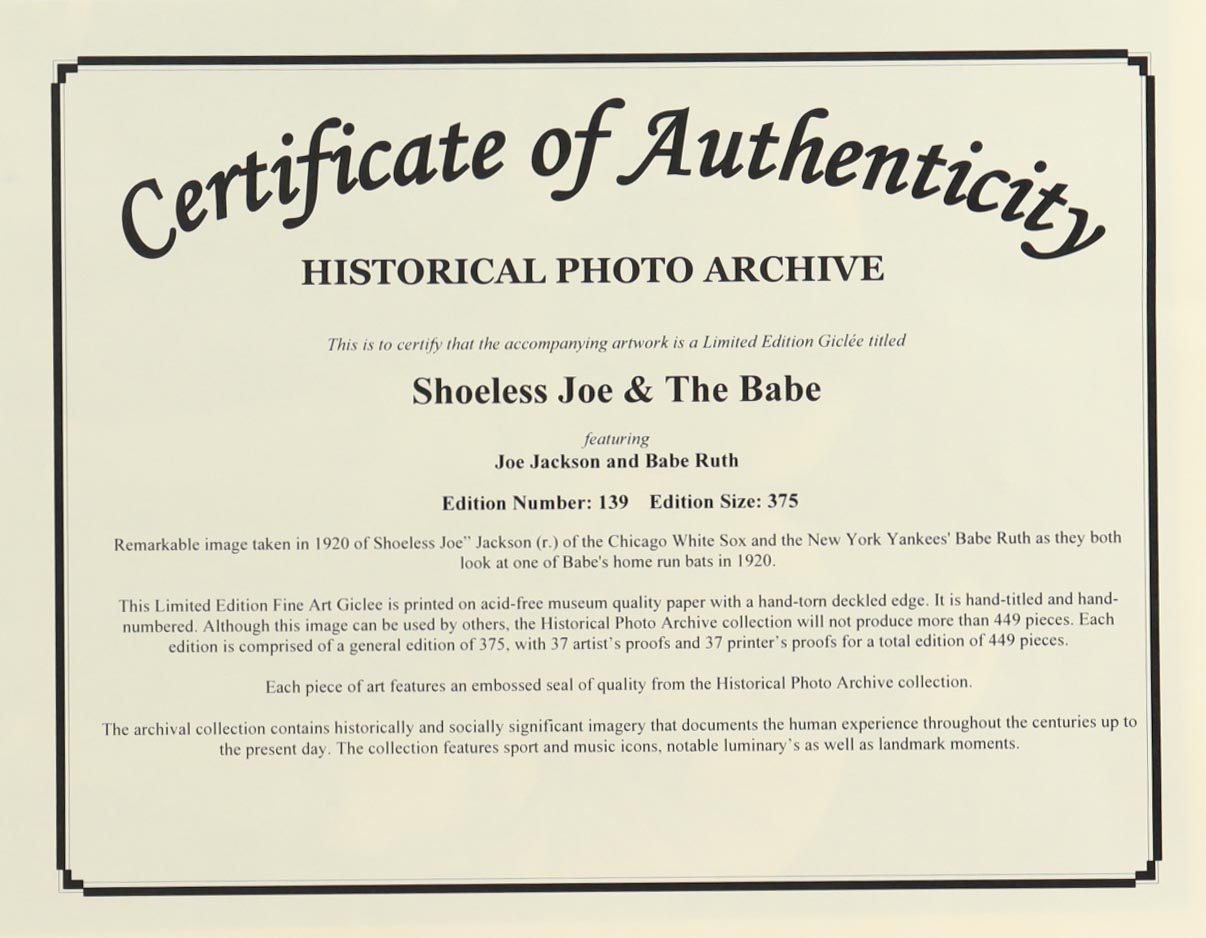 Certificate of Authenticity
HISTORICAL PHOTO ARCHIVE
This is to certify that the accompanying artwork is a Limited Edition Giclée titled
Shoeless Joe & The Babe
featuring
Joe Jackson and Babe Ruth
Edition Number: 139 Edition Size: 375
Remarkable image taken in 1920 of Shoeless Joe” Jackson (r.) of the Chicago White Sox and the New York Yankees' Babe Ruth as they both
look at one of Babe's home run bats in 1920.
This Limited Edition Fine Art Giclee is printed on acid-free museum quality paper with a hand-torn deckled edge. It is hand-titled and hand-
numbered. Although this image can be used by others, the Historical Photo Archive collection will not produce more than 449 pieces. Each
edition is comprised of a general edition of 375, with 37 artist’s proofs and 37 printer’s proofs for a total edition of 449 pieces.
Each piece of art features an embossed seal of quality from the Historical Photo Archive collection.
The archival collection contains historically and socially significant imagery that documents the human experience throughout the centuries up to
the present day. The collection features sport and music icons, notable luminary’s as well as landmark moments.